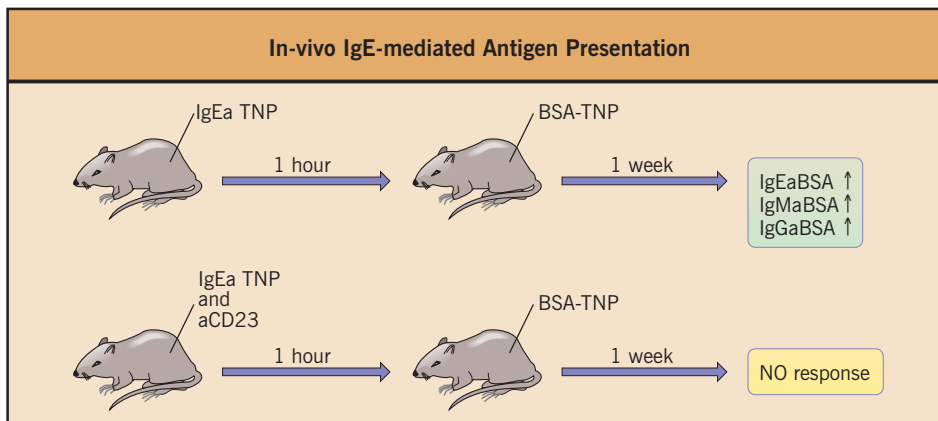 In-vivo IgE-mediated Antigen Presentation
IgEa TNP
1 hour
BSA-TNP
1 week
IgEaBSA ↑
IgMaBSA ↑
IgGaBSA ↑
IgEa TNP
and
aCD23
1 hour
BSA-TNP
1 week
NO response